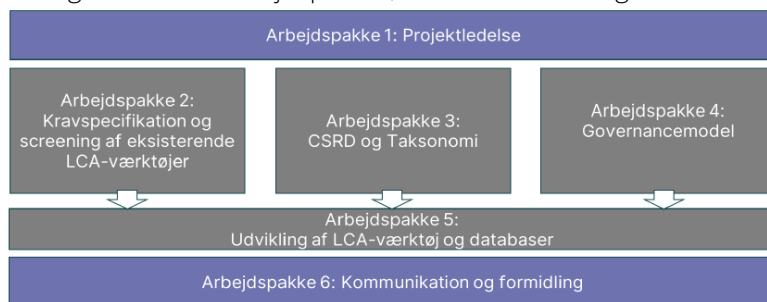 Arbejdspakke 1: Projektledelse
Arbejdspakke 2:
Kravspecifikation og
screening af eksisterende
LCA-værktøjer
Arbejdspakke 3:
CSRD og Taksonomi
Arbejdspakke 4:
Governancemodel
Arbejdspakke 5:
Udvikling af LCA-værktøj og databaser
Arbejdspakke 6: Kommunikation og formidling